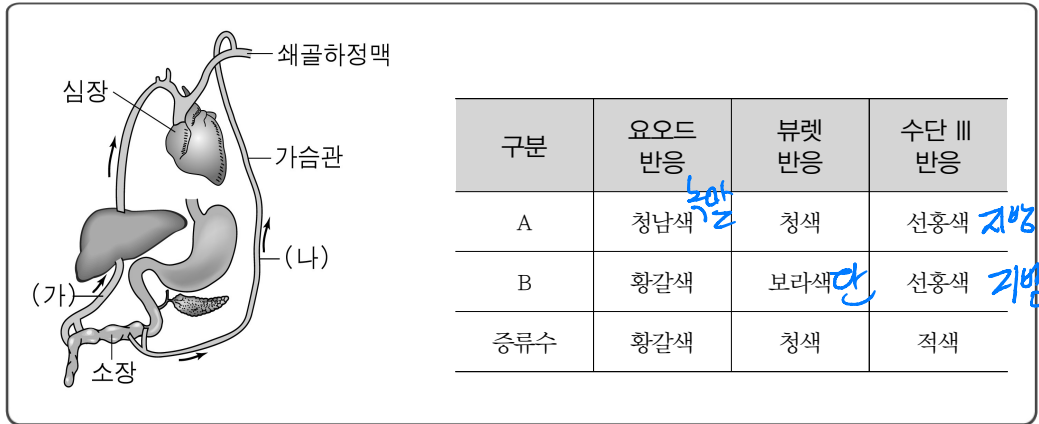 쇄골하정맥
심장
가슴관
(나)
(가)
소장
구분 요오드 반응 뷰렛 반응 수단 Ⅲ 반응
A 청남색 녹말 청색 선홍색 지방
B 황갈색 보라색 단 선홍색 지방
증류수 황갈색 청색 적색